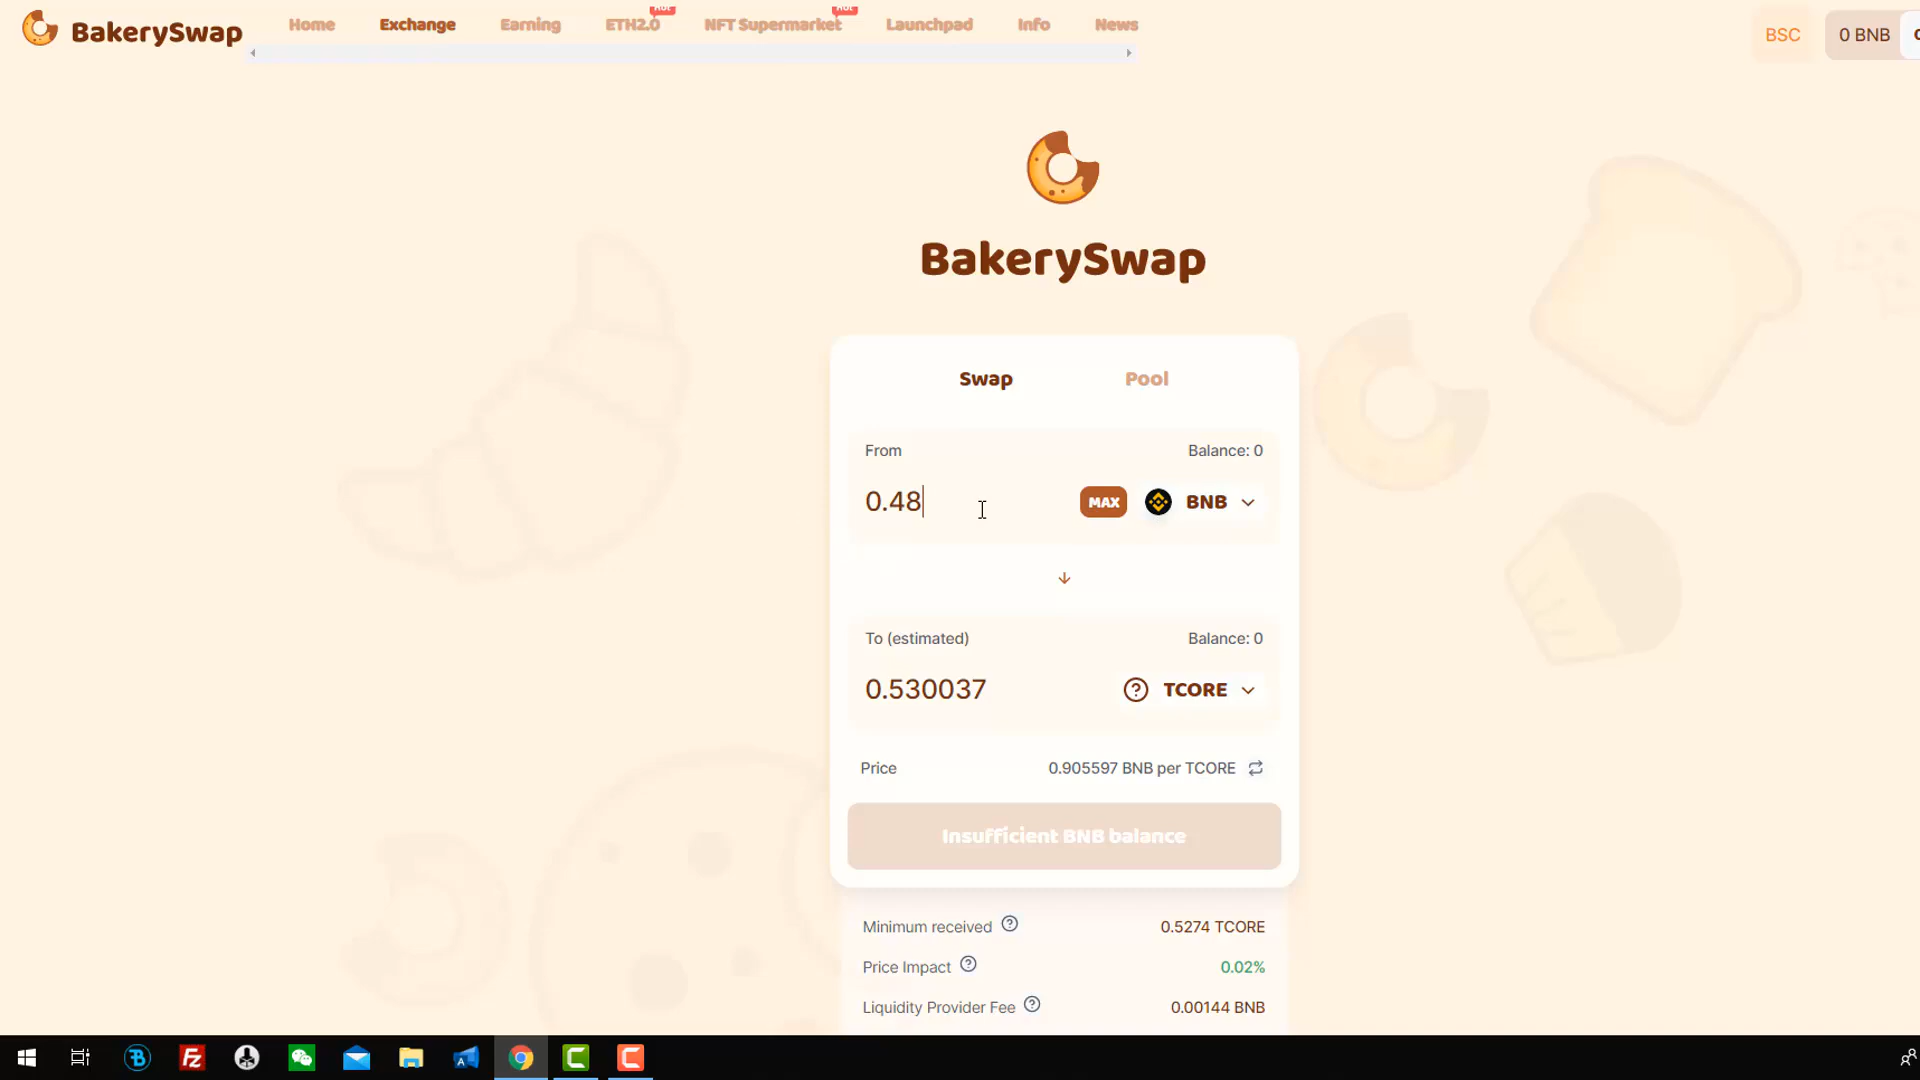 BakerySwap
Home Exchange Earning ETH2.0 Hot NFT Supermarket Hot Launchpad Info News
BSC 0 BNB
BakerySwap
Swap Pool
From Balance: 0
0.48 MAX BNB
To (estimated) Balance: 0
0.530037 TCORE
Price 0.905597 BNB per TCORE
Insufficient BNB balance
Minimum received 0.5274 TCORE
Price Impact 0.02%
Liquidity Provider Fee 0.00144 BNB